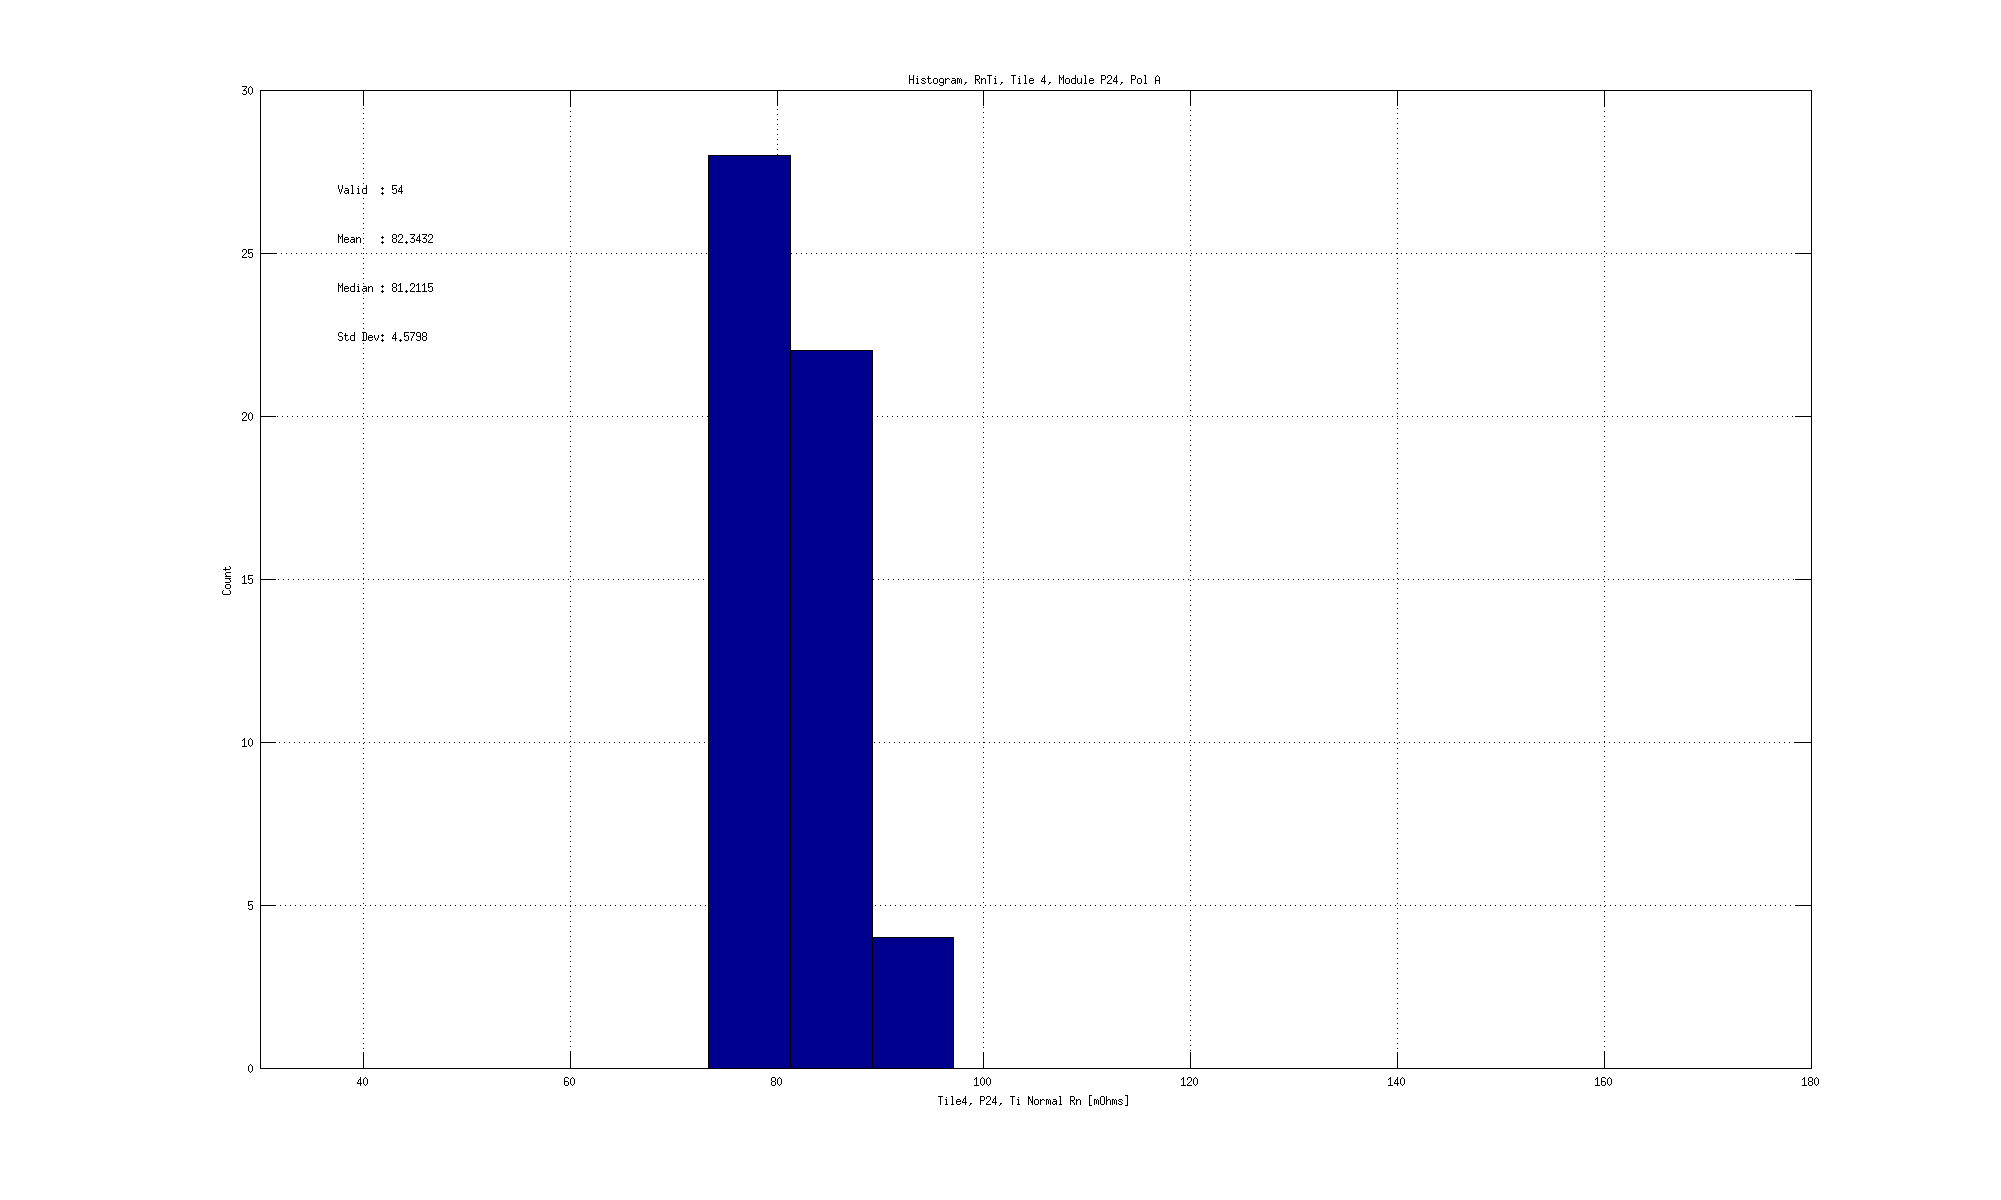 Histogram, RnTi, Tile 4, Module P24, Pol A
30
25
20
15
10
5
0
Count
Valid  : 54
Mean   : 82.3432
Median : 81.2115
Std Dev: 4.5798
40 60 80 100 120 140 160 180
Tile4, P24, Ti Normal Rn [mOhms]